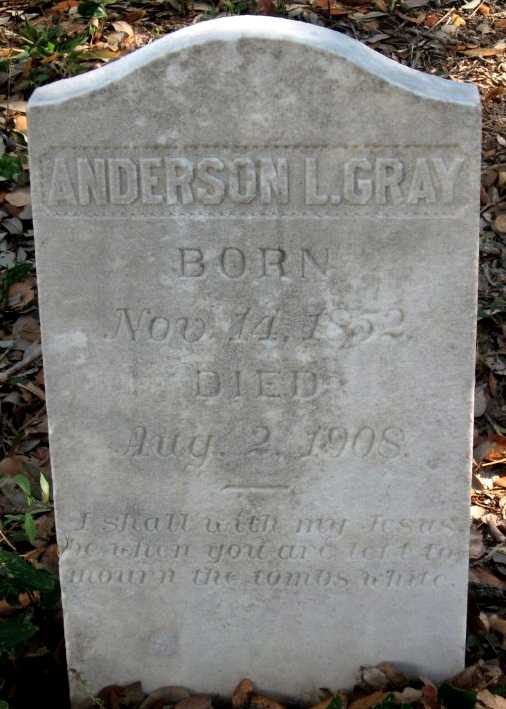 ANDERSON L. GRAY
BORN
Nov. 14, 1852.
DIED
Aug. 2, 1908.
I shall with my Jesus
be when you are left to
mourn the tombs white